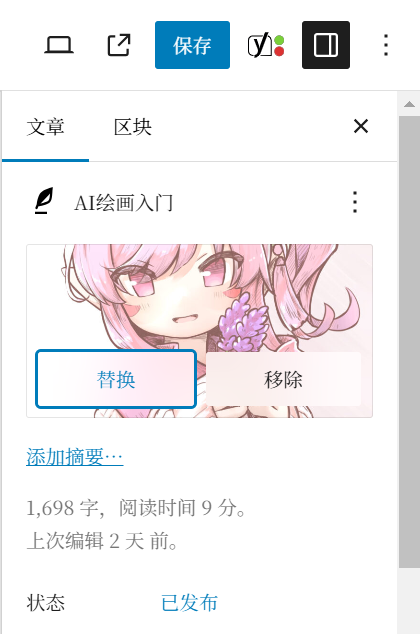 保存
文章 区块
AI绘画入门
替换 移除
添加摘要…
1,698 字，阅读时间 9 分。
上次编辑 2 天 前。
状态 已发布